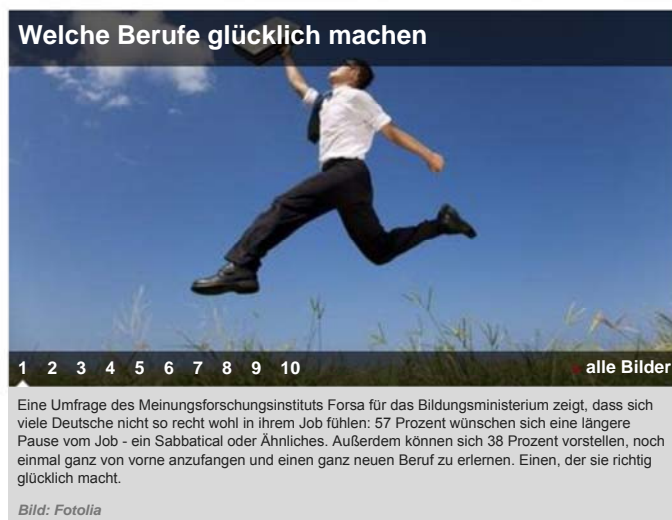 Welche Berufe glücklich machen
1 2 3 4 5 6 7 8 9 10
alle Bilder
Eine Umfrage des Meinungsforschungsinstituts Forsa für das Bildungsministerium zeigt, dass sich
viele Deutsche nicht so recht wohl in ihrem Job fühlen: 57 Prozent wünschen sich eine längere
Pause vom Job - ein Sabbatical oder Ähnliches. Außerdem können sich 38 Prozent vorstellen, noch
einmal ganz von vorne anzufangen und einen ganz neuen Beruf zu erlernen. Einen, der sie richtig
glücklich macht.
Bild: Fotolia